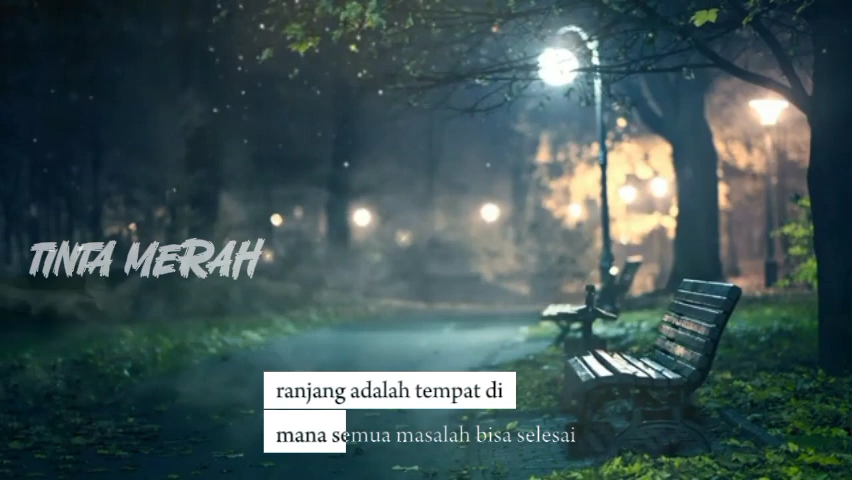 TINTA MERAH
ranjang adalah tempat di
mana semua masalah bisa selesai